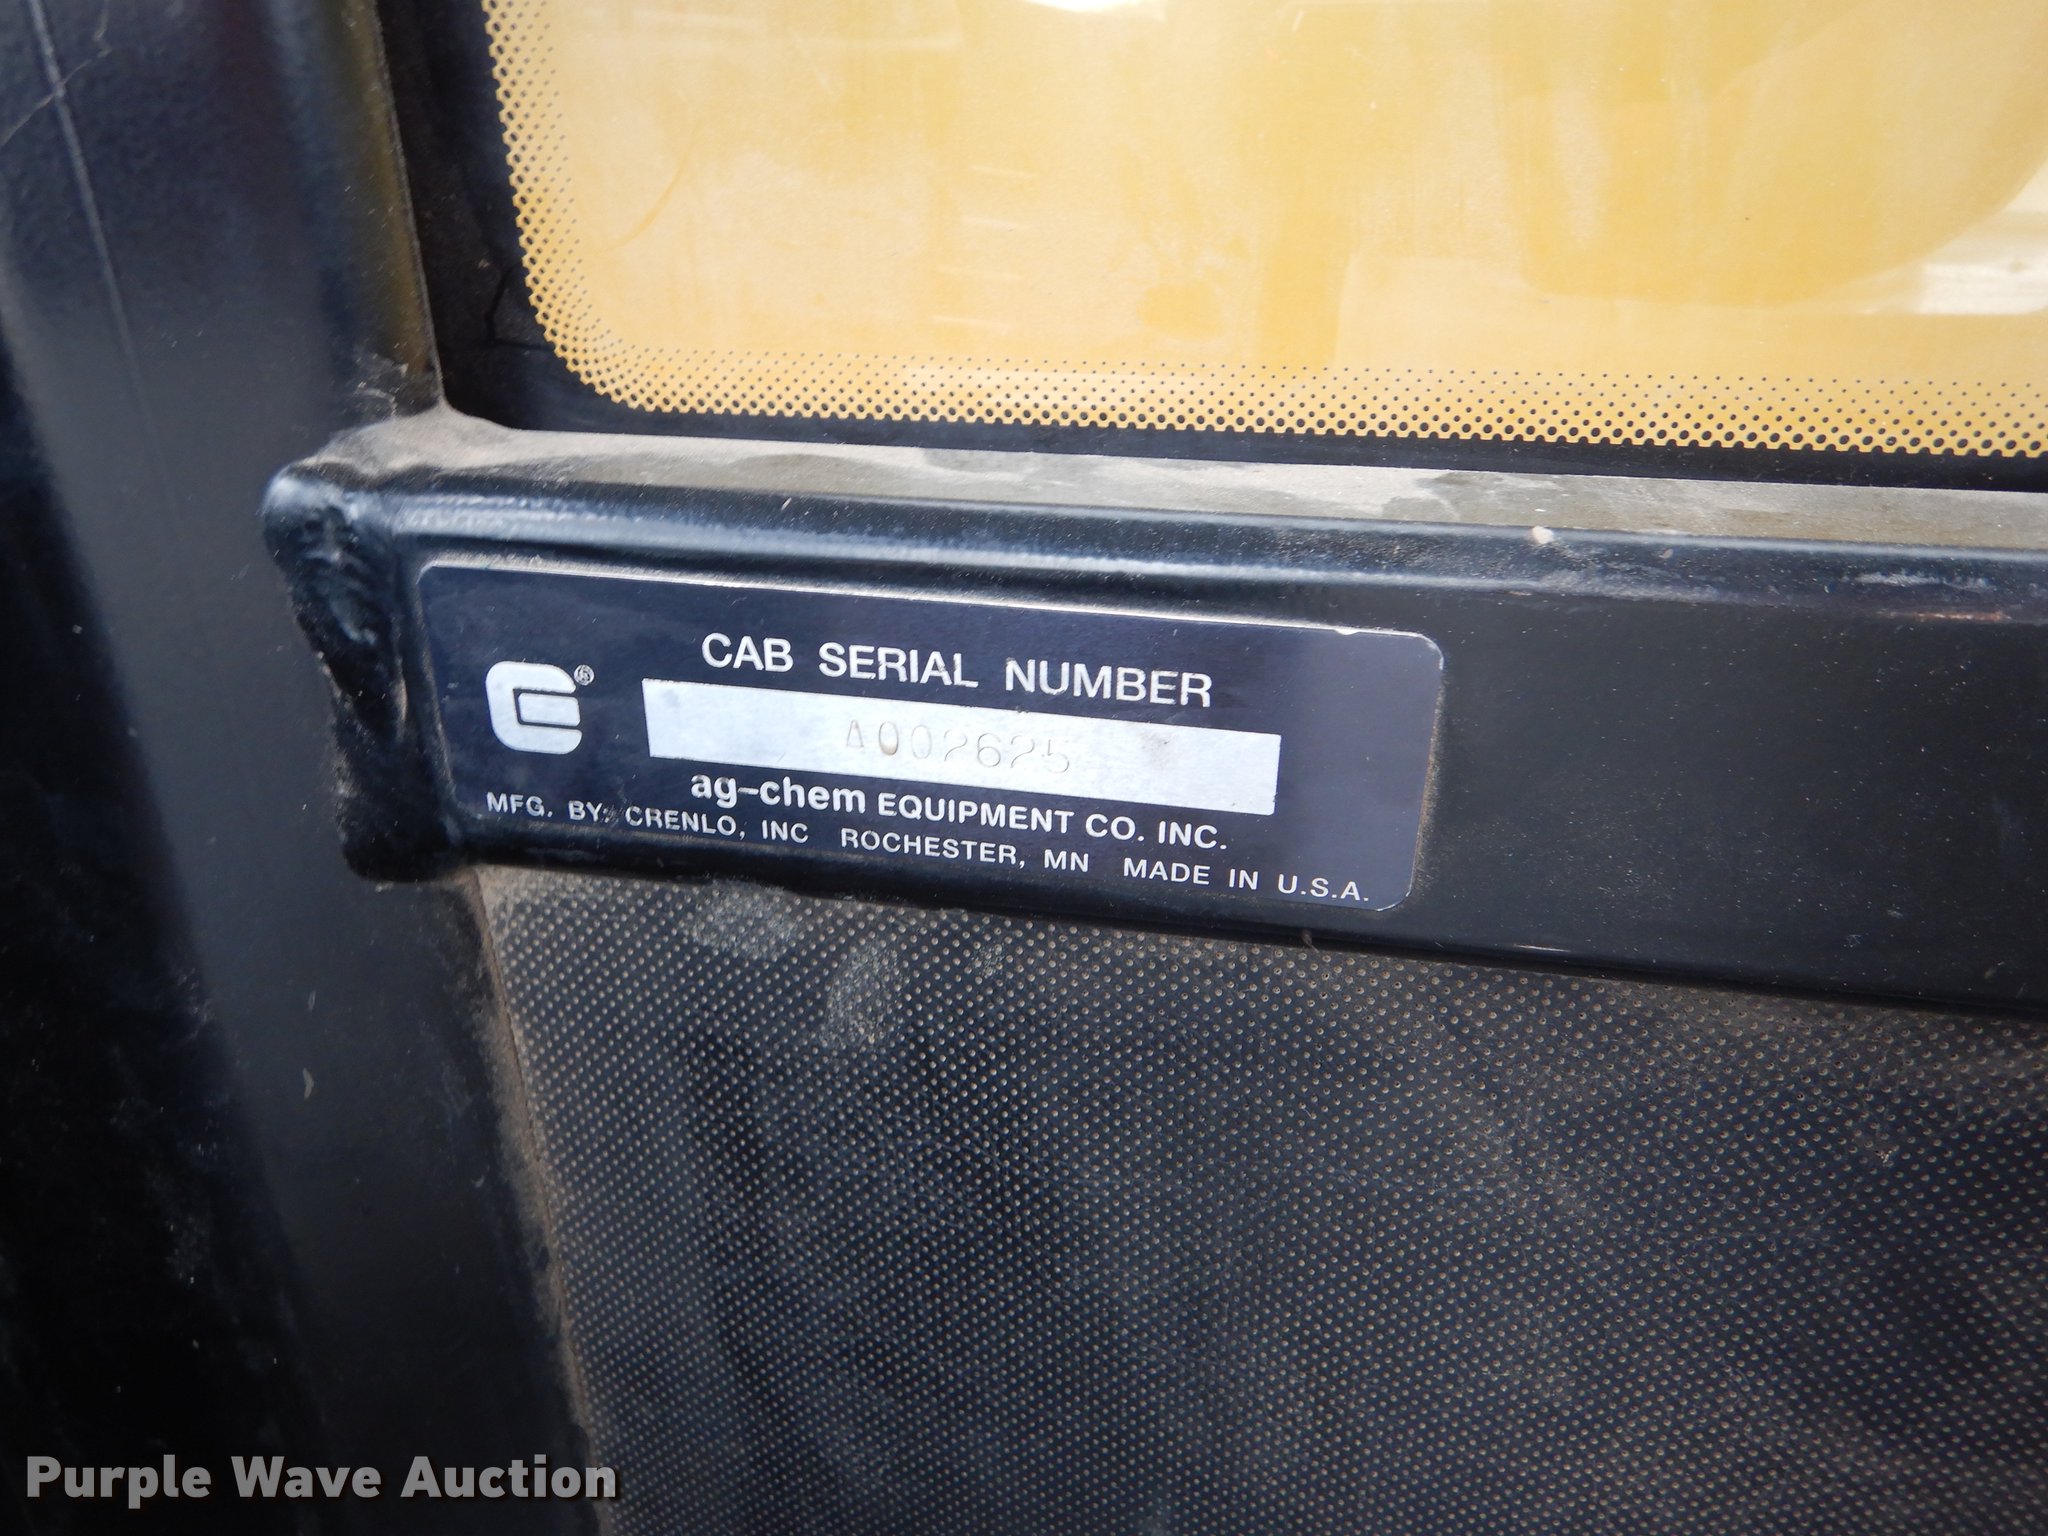 CAB SERIAL NUMBER
A002625
ag-chem EQUIPMENT CO. INC.
MFG. BY: CRENLO, INC ROCHESTER, MN MADE IN U.S.A.
Purple Wave Auction